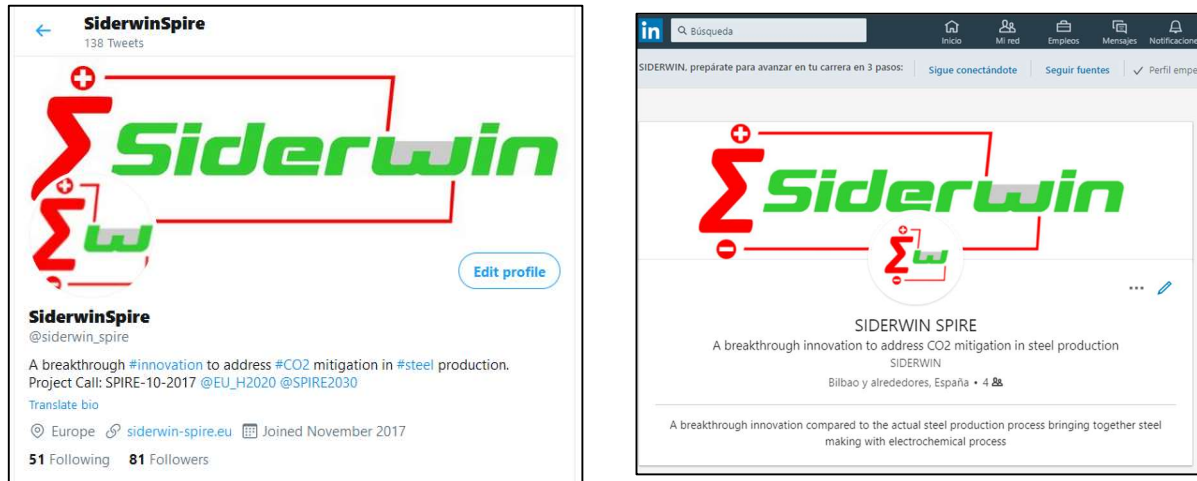 SiderwinSpire
138 Tweets
Siderwin
Edit profile
SiderwinSpire
@siderwin_spire
A breakthrough #innovation to address #CO2 mitigation in #steel production.
Project Call: SPIRE-10-2017 @EU_H2020 @SPIRE2030
Translate bio
Europe siderwin-spire.eu Joined November 2017
51 Following 81 Followers
in Búsqueda Inicio Mi red Empleos Mensajes Notificacione
SIDERWIN, prepárate para avanzar en tu carrera en 3 pasos: Sigue conectándote Seguir fuentes Perfil empe
Siderwin
SIDERWIN SPIRE
A breakthrough innovation to address CO2 mitigation in steel production
SIDERWIN
Bilbao y alrededores, España • 4
A breakthrough innovation compared to the actual steel production process bringing together steel
making with electrochemical process